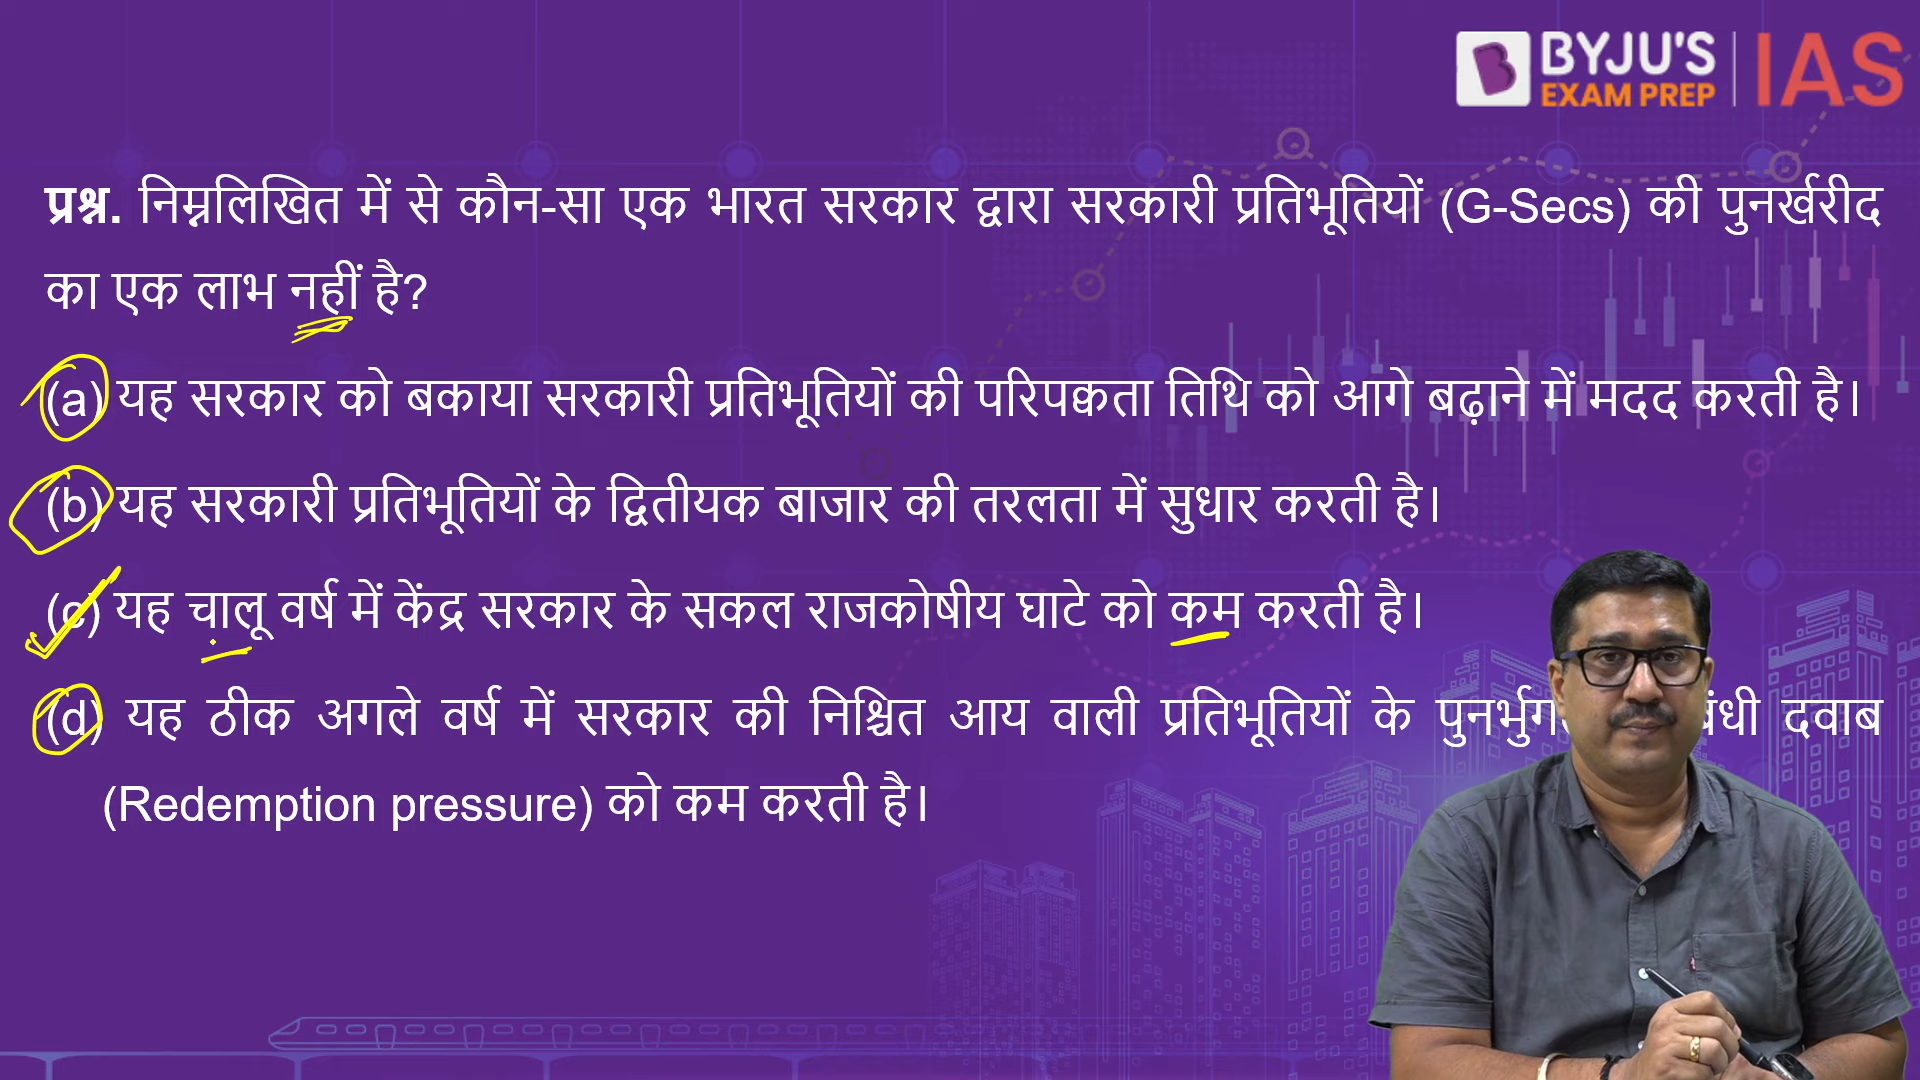 BYJU'S
EXAM PREP
IAS
प्रश्न. निम्नलिखित में से कौन-सा एक भारत सरकार द्वारा सरकारी प्रतिभूतियों (G-Secs) की पुनर्खरीद
का एक लाभ नहीं है?
(a) यह सरकार को बकाया सरकारी प्रतिभूतियों की परिपक्वता तिथि को आगे बढ़ाने में मदद करती है।
(b) यह सरकारी प्रतिभूतियों के द्वितीयक बाजार की तरलता में सुधार करती है।
(c) यह चालू वर्ष में केंद्र सरकार के सकल राजकोषीय घाटे को कम करती है।
(d) यह ठीक अगले वर्ष में सरकार की निश्चित आय वाली प्रतिभूतियों के दवाब
(Redemption pressure) को कम करती है।